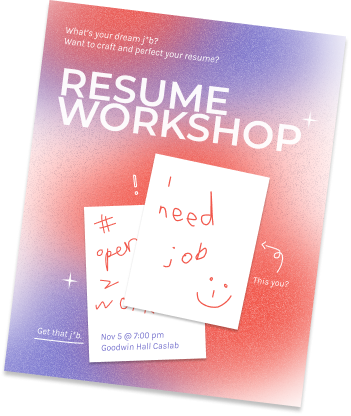 What's your dream j*b?
Want to craft and perfect your resume?
RESUME
WORKSHOP
!
I
need
job
#
open
2
work
This you?
Get that j*b.
Nov 5 @ 7:00 pm
Goodwin Hall Caslab